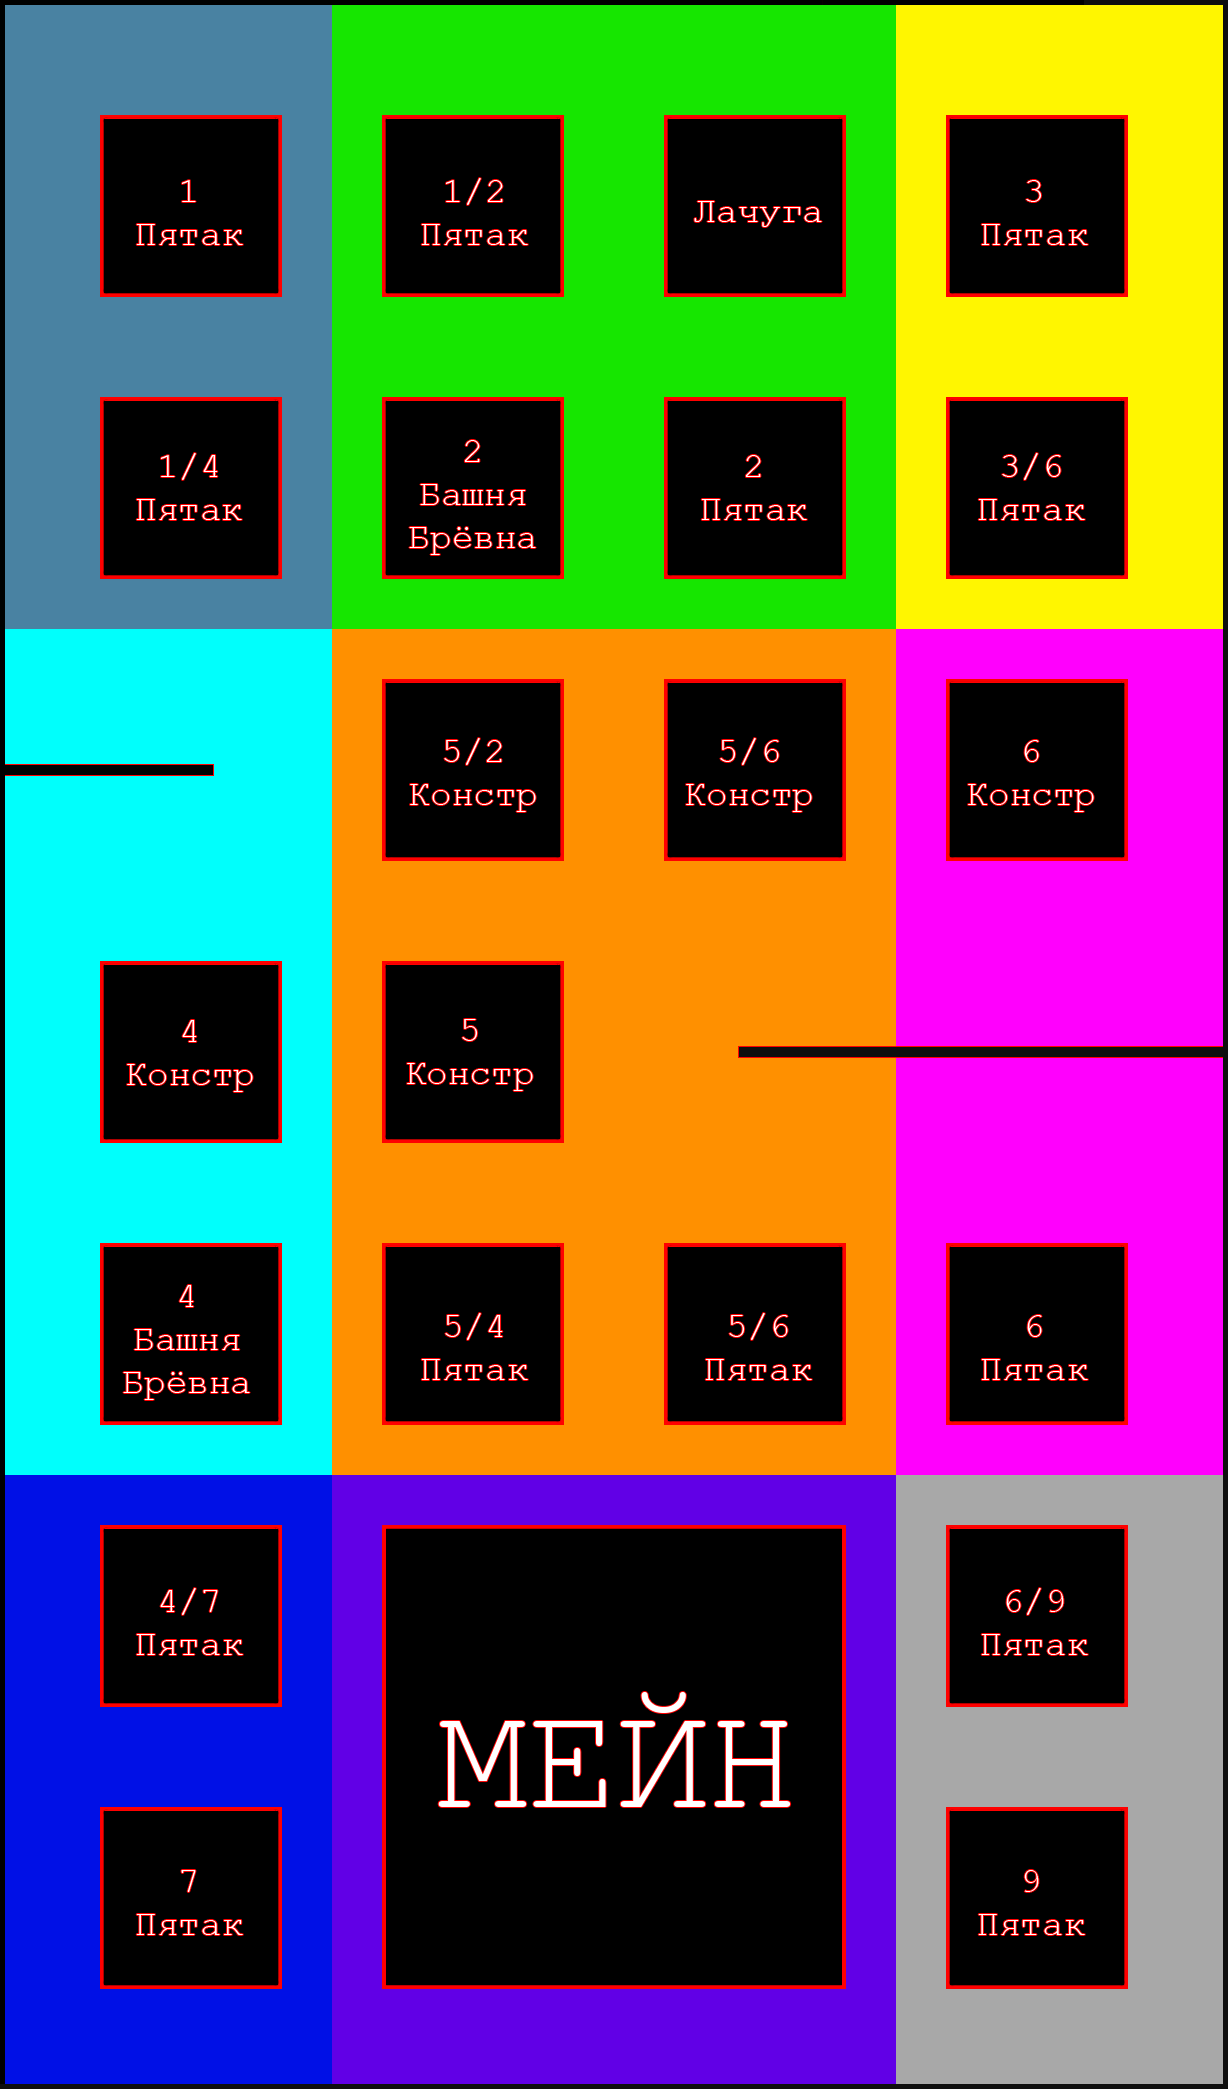 1
Пятак
1/2
Пятак
Лачуга
3
Пятак
1/4
Пятак
2
Башня
Брёвна
2
Пятак
3/6
Пятак
5/2
Констр
5/6
Констр
6
Констр
4
Констр
5
Констр
4
Башня
Брёвна
5/4
Пятак
5/6
Пятак
6
Пятак
4/7
Пятак
МЕЙН
6/9
Пятак
7
Пятак
9
Пятак